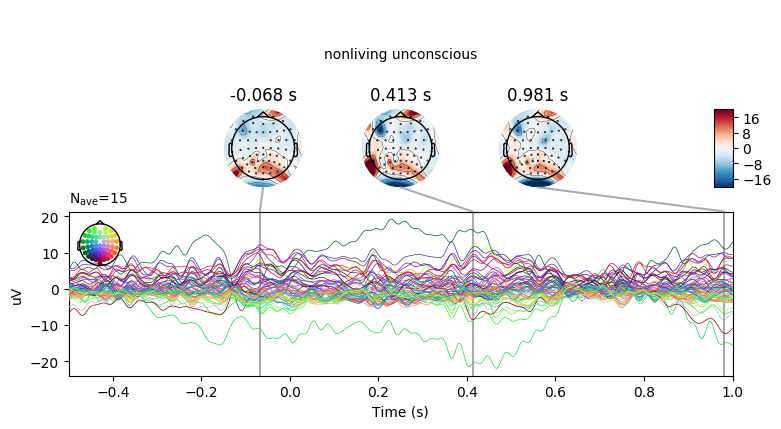 nonliving unconscious
-0.068 s 0.413 s 0.981 s
16
8
0
−8
−16
Nave=15
20
10
0
−10
−20
uV
−0.4 −0.2 0.0 0.2 0.4 0.6 0.8 1.0
Time (s)